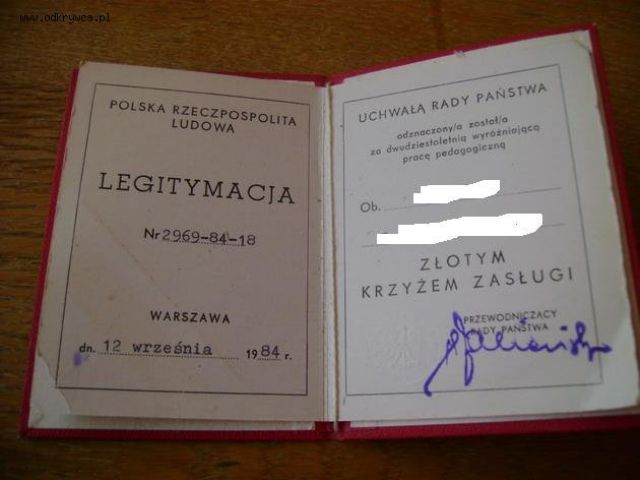 www.odkrywca.pl
POLSKA RZECZPOSPOLITA
LUDOWA
LEGITYMACJA
Nr 2969-84-18
WARSZAWA
dn. 12 września 1984 r.
UCHWAŁĄ RADY PAŃSTWA
odznaczony/a został/a
za dwudziestoletnią wyróżniającą
pracę pedagogiczną
Ob.
ZŁOTYM
KRZYŻEM ZASŁUGI
PRZEWODNICZĄCY
RADY PAŃSTWA